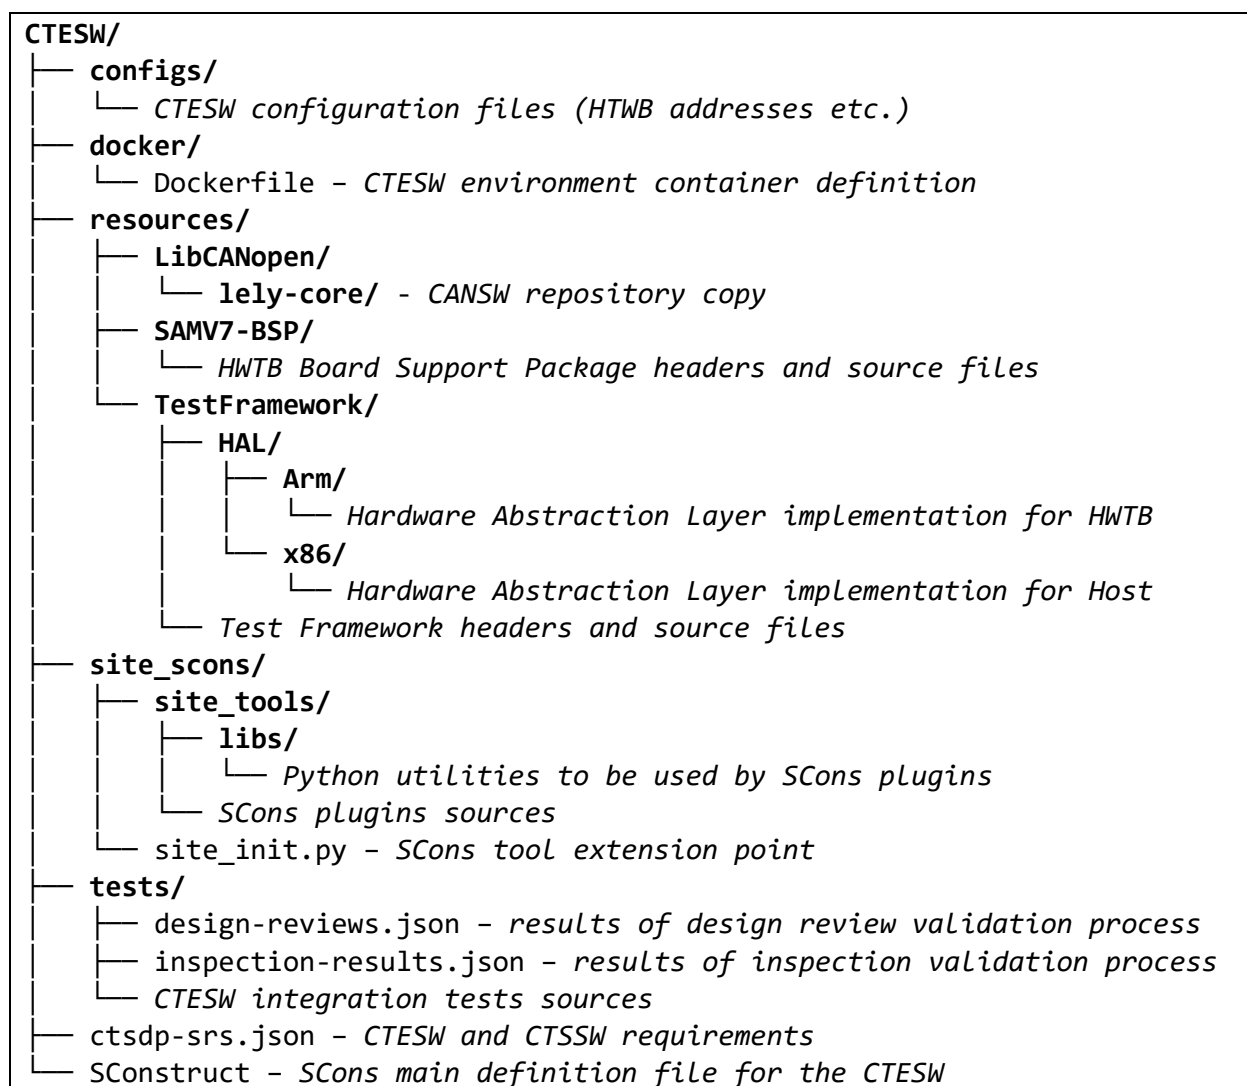 CTESW/
├── configs/
│   └── CTESW configuration files (HTWB addresses etc.)
├── docker/
│   └── Dockerfile – CTESW environment container definition
├── resources/
│   ├── LibCANopen/
│   │   └── lely-core/ - CANSW repository copy
│   ├── SAMV7-BSP/
│   │   └── HWTB Board Support Package headers and source files
│   └── TestFramework/
│       ├── HAL/
│       │   ├── Arm/
│       │   │   └── Hardware Abstraction Layer implementation for HWTB
│       │   └── x86/
│       │       └── Hardware Abstraction Layer implementation for Host
│       └── Test Framework headers and source files
├── site_scons/
│   ├── site_tools/
│   │   ├── libs/
│   │   │   └── Python utilities to be used by SCons plugins
│   │   └── SCons plugins sources
│   └── site_init.py – SCons tool extension point
├── tests/
│   ├── design-reviews.json – results of design review validation process
│   ├── inspection-results.json – results of inspection validation process
│   └── CTESW integration tests sources
├── ctsdp-srs.json – CTESW and CTSSW requirements
└── SConstruct – SCons main definition file for the CTESW